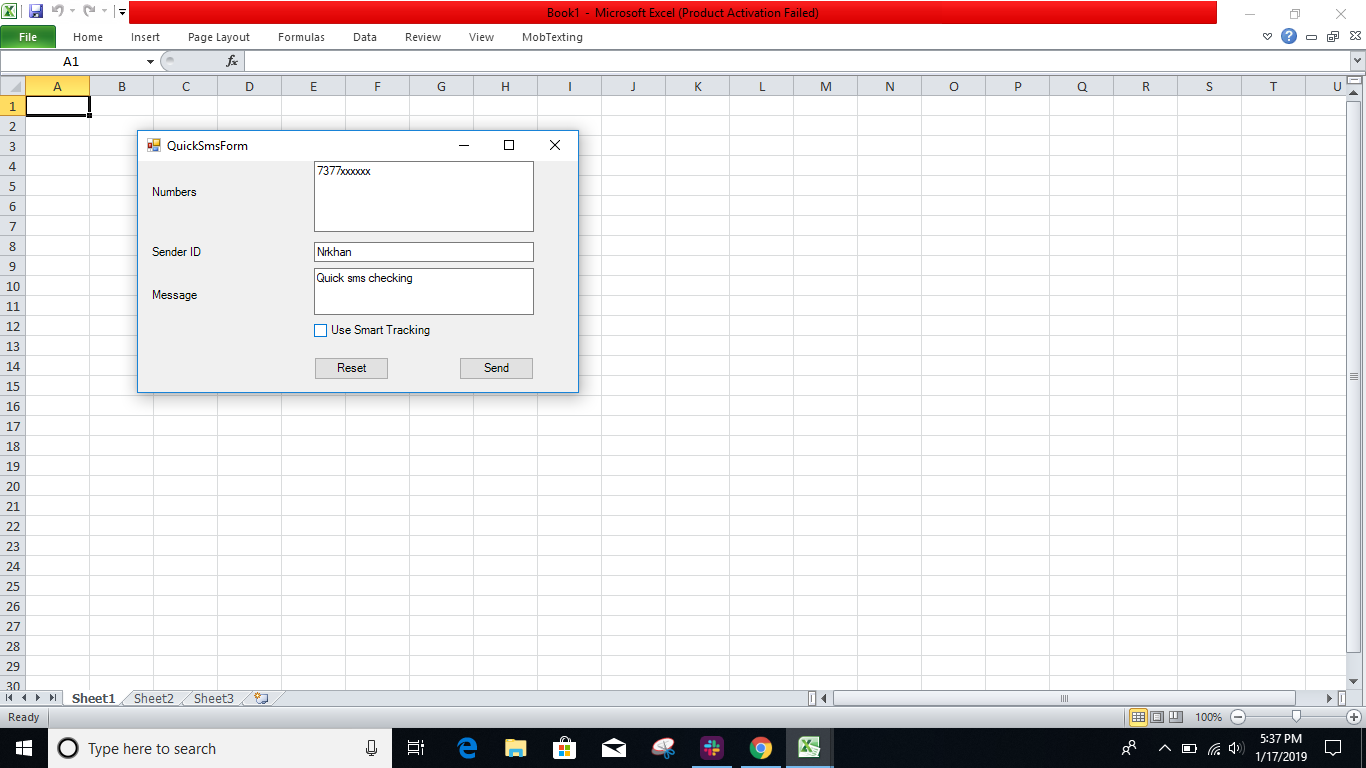 Book1 - Microsoft Excel (Product Activation Failed)
File Home Insert Page Layout Formulas Data Review View MobTexting
A1 fx
A B C D E F G H I J K L M N O P Q R S T U
1
2
3
4
5
6
7
8
9
10
11
12
13
14
15
16
17
18
19
20
21
22
23
24
25
26
27
28
29
30
QuickSmsForm
Numbers 7377xxxxxx
Sender ID Nrkhan
Message Quick sms checking
Use Smart Tracking
Reset Send
Sheet1 Sheet2 Sheet3
Ready 100%
Type here to search
5:37 PM
1/17/2019